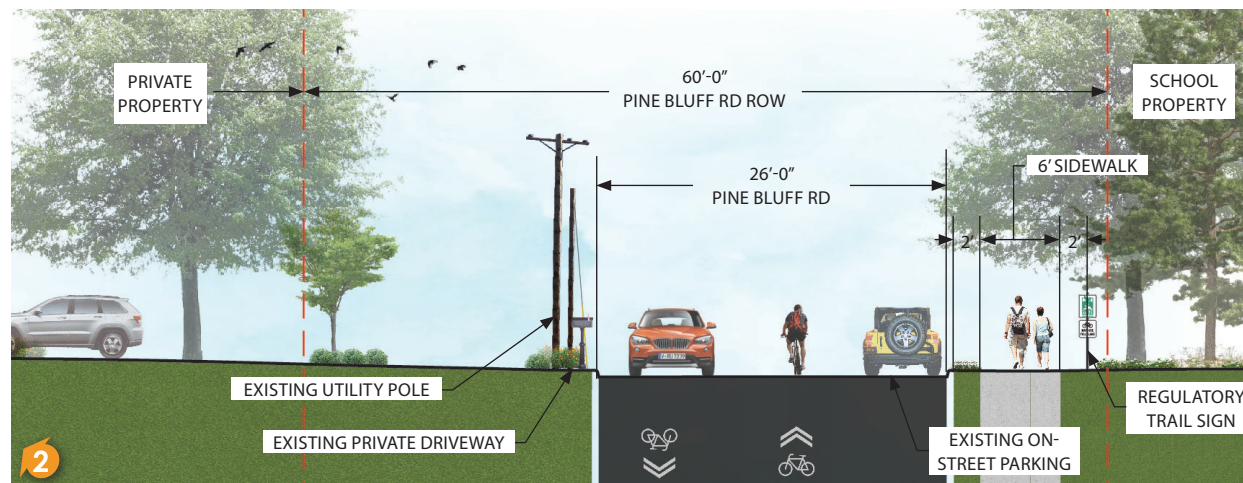 PRIVATE
PROPERTY
60'-0"
PINE BLUFF RD ROW
SCHOOL
PROPERTY
26'-0"
PINE BLUFF RD
6' SIDEWALK
2'
2'
EXISTING UTILITY POLE
EXISTING PRIVATE DRIVEWAY
EXISTING ON-
STREET PARKING
REGULATORY
TRAIL SIGN
2